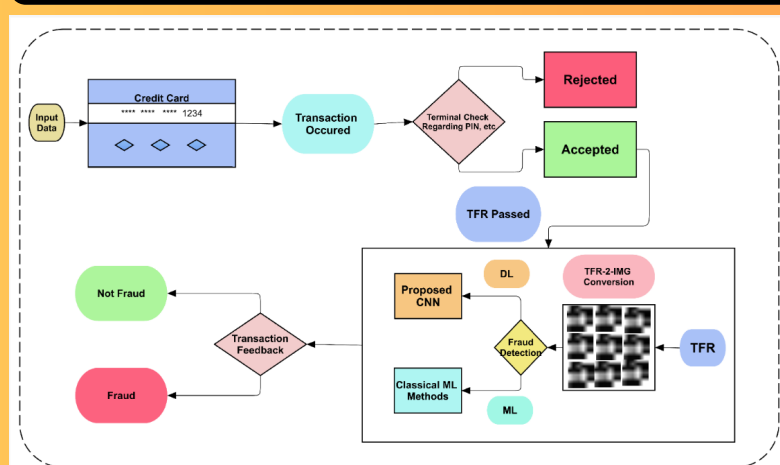 Input
Data
Credit Card
**** **** **** 1234
Transaction
Occured
Terminal Check
Regarding PIN, etc.
Rejected
Accepted
TFR Passed
TFR-2-IMG
Conversion
TFR
DL
Proposed
CNN
Fraud
Detection
Classical ML
Methods
ML
Transaction
Feedback
Not Fraud
Fraud